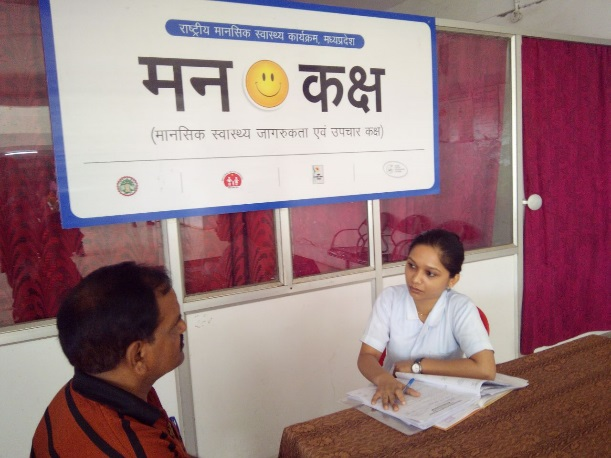 राष्ट्रीय मानसिक स्वास्थ्य कार्यक्रम, मध्यप्रदेश
मन कक्ष
(मानसिक स्वास्थ्य जागरुकता एवं उपचार कक्ष)